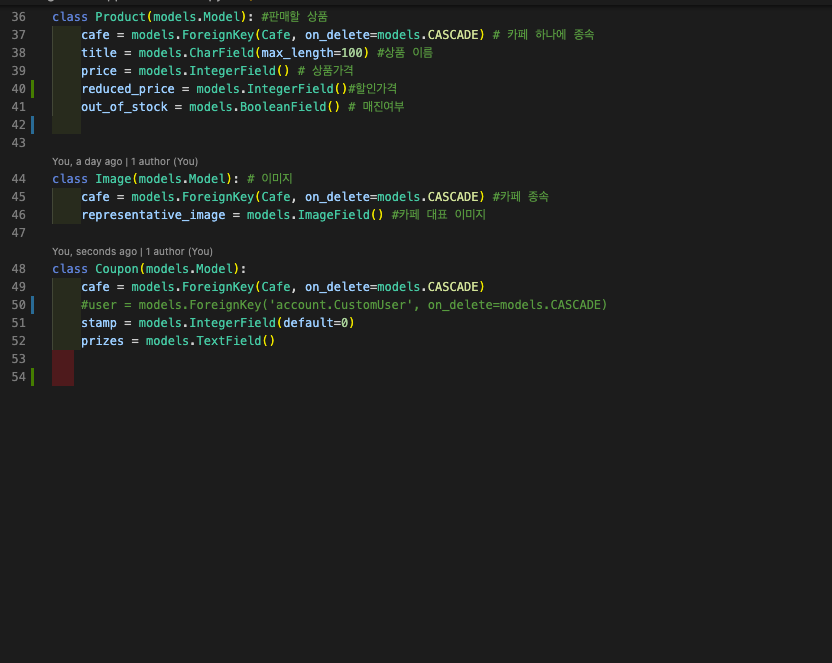 36 class Product(models.Model): #판매할 상품
37 cafe = models.ForeignKey(Cafe, on_delete=models.CASCADE) # 카페 하나에 종속
38 title = models.CharField(max_length=100) #상품 이름
39 price = models.IntegerField() # 상품가격
40 reduced_price = models.IntegerField()#할인가격
41 out_of_stock = models.BooleanField() # 매진여부
42
43
You, a day ago | 1 author (You)
44 class Image(models.Model): # 이미지
45 cafe = models.ForeignKey(Cafe, on_delete=models.CASCADE) #카페 종속
46 representative_image = models.ImageField() #카페 대표 이미지
47
You, seconds ago | 1 author (You)
48 class Coupon(models.Model):
49 cafe = models.ForeignKey(Cafe, on_delete=models.CASCADE)
50 #user = models.ForeignKey('account.CustomUser', on_delete=models.CASCADE)
51 stamp = models.IntegerField(default=0)
52 prizes = models.TextField()
53
54